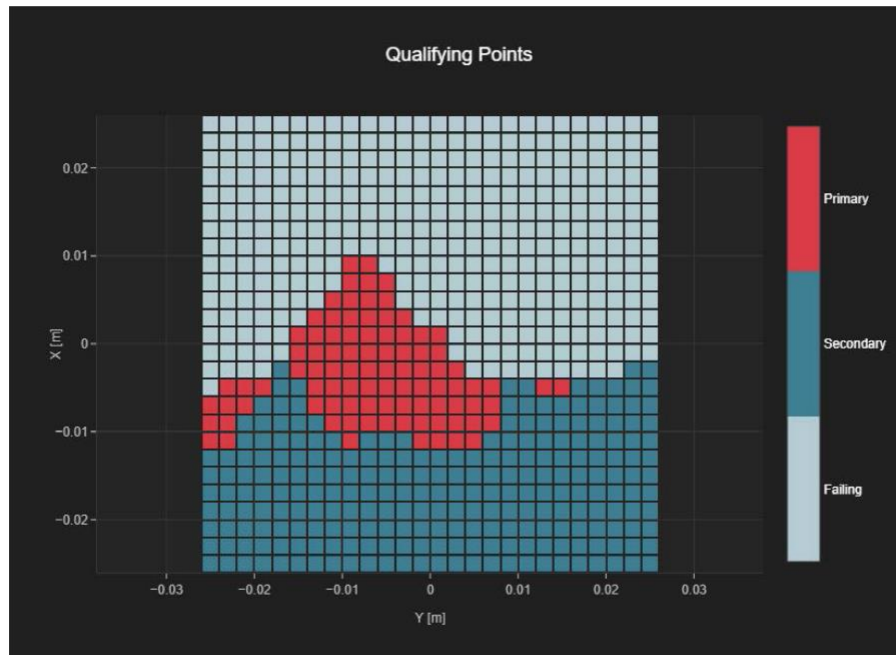 Qualifying Points
0.02
0.01
0
−0.01
−0.02
X [m]
−0.03
−0.02
−0.01
0
0.01
0.02
0.03
Y [m]
Primary
Secondary
Failing